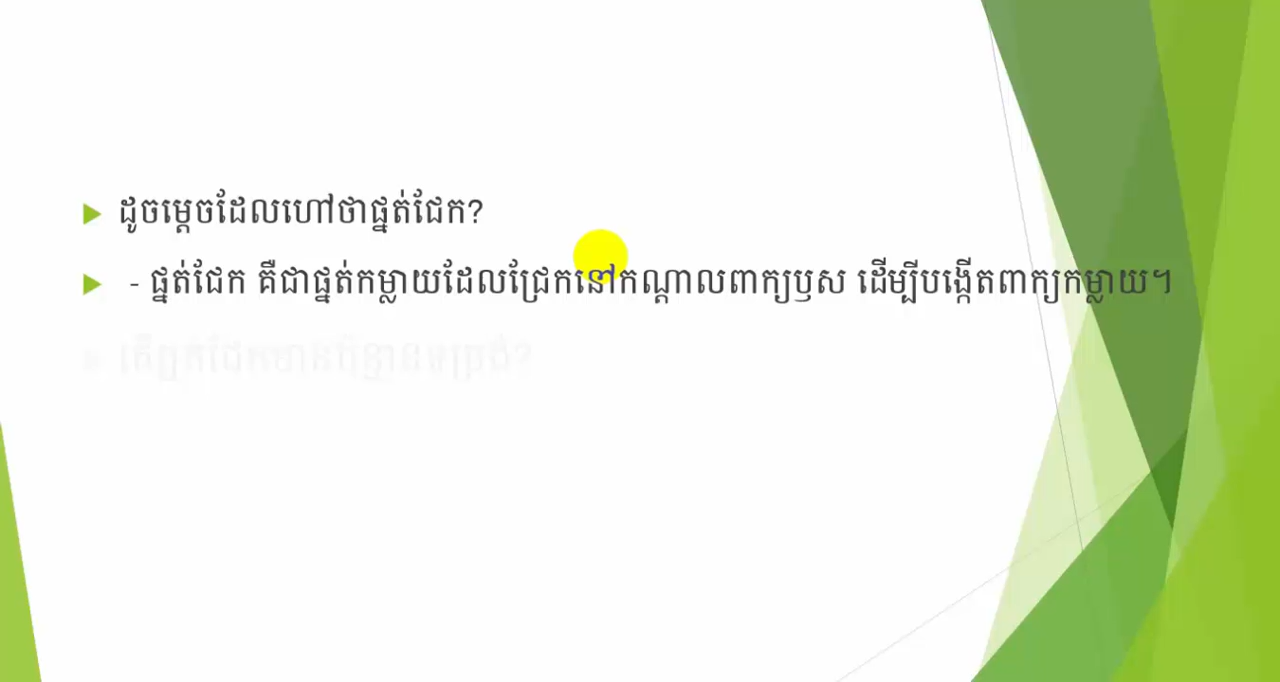 ដូចម្ដេចដែលហៅថាផ្នត់ជែក?
- ផ្នត់ជែក គឺជាផ្នត់កម្លាយដែលជ្រែកនៅកណ្ដាលពាក្យឫស ដើម្បីបង្កើតពាក្យកម្លាយ។